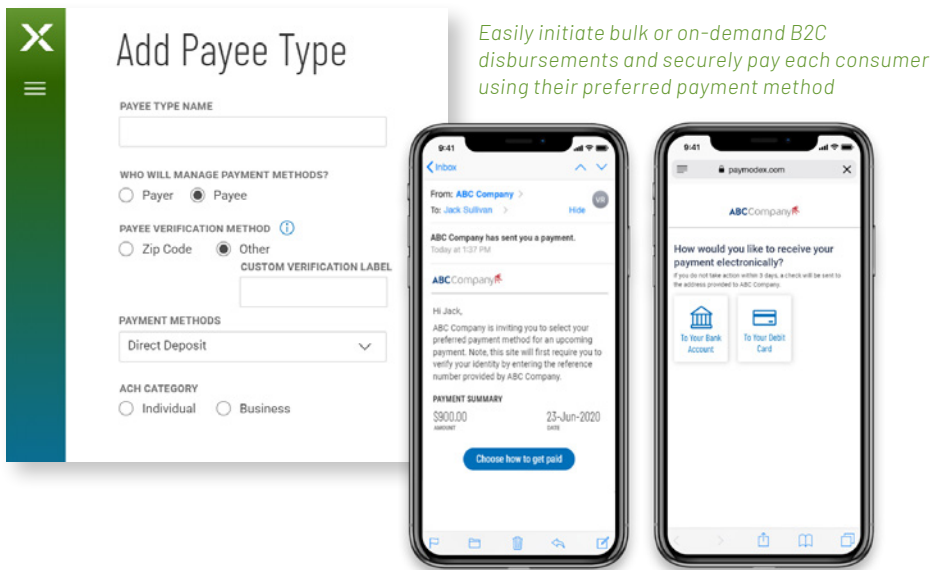 Add Payee Type
PAYEE TYPE NAME
WHO WILL MANAGE PAYMENT METHODS?
Payer Payee
PAYEE VERIFICATION METHOD
Zip Code Other
CUSTOM VERIFICATION LABEL
PAYMENT METHODS
Direct Deposit
ACH CATEGORY
Individual Business
Easily initiate bulk or on-demand B2C
disbursements and securely pay each consumer
using their preferred payment method
9:41
Inbox
From: ABC Company
To: Jack Sullivan Hide
VR
ABC Company has sent you a payment.
Today at 1:37 PM
ABCCompany
Hi Jack,
ABC Company is inviting you to select your
preferred payment method for an upcoming
payment. Note, this site will first require you to
verify your identity by entering the reference
number provided by ABC Company.
PAYMENT SUMMARY
$900.00 23-Jun-2020
AMOUNT DATE
Choose how to get paid
9:41
paymodex.com
ABCCompany
How would you like to receive your
payment electronically?
If you do not take action within 3 days, a check will be sent to
the address provided to ABC Company.
To Your Bank
Account
To Your Debit
Card